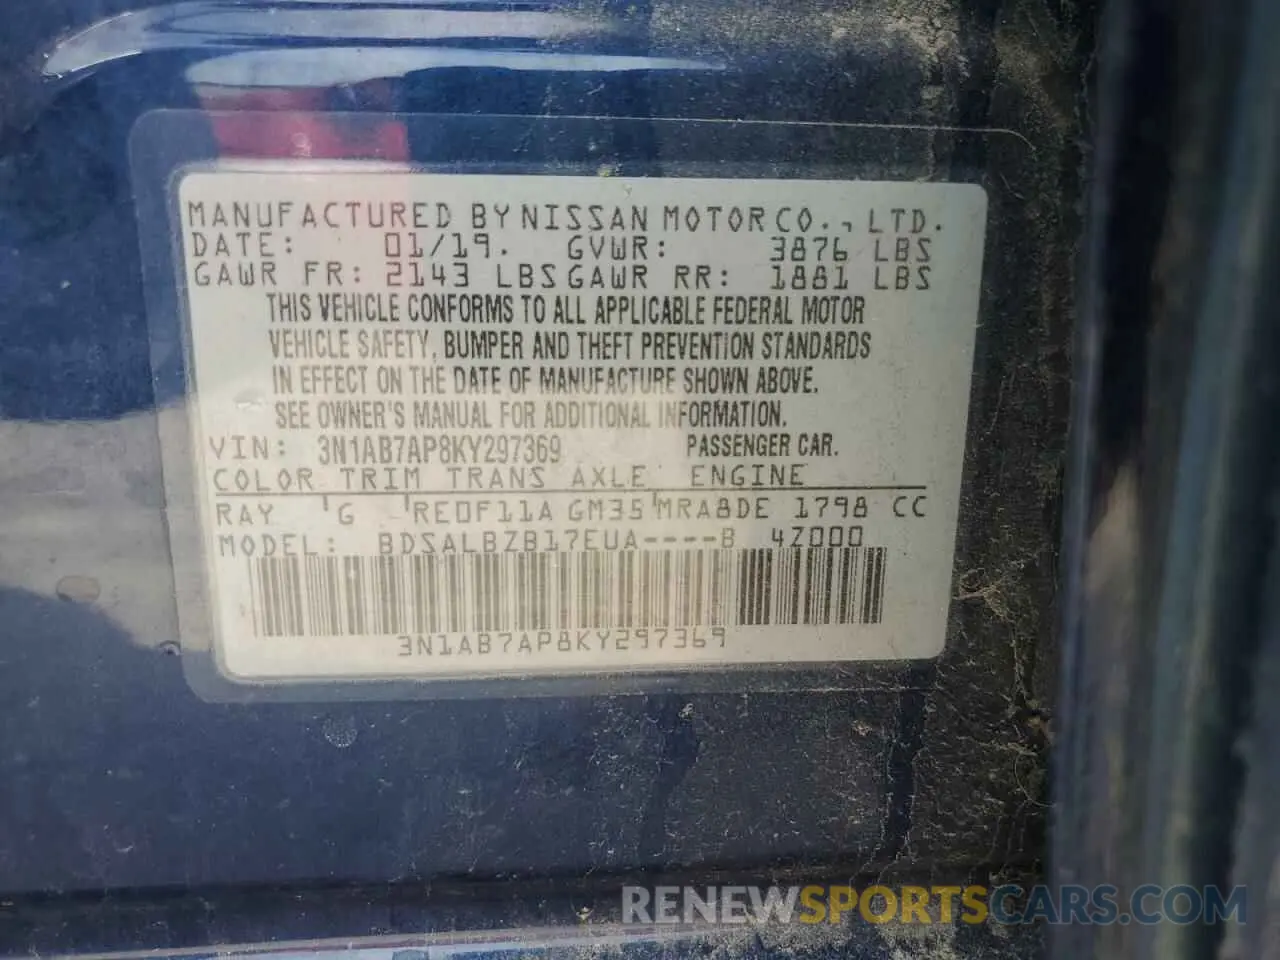 MANUFACTURED BY NISSAN MOTOR CO., LTD.
DATE: 01/19. GVWR: 3876 LBS
GAWR FR: 2143 LBS GAWR RR: 1881 LBS
THIS VEHICLE CONFORMS TO ALL APPLICABLE FEDERAL MOTOR
VEHICLE SAFETY, BUMPER AND THEFT PREVENTION STANDARDS
IN EFFECT ON THE DATE OF MANUFACTURE SHOWN ABOVE.
SEE OWNER'S MANUAL FOR ADDITIONAL INFORMATION.
VIN: 3N1AB7AP8KY297369 PASSENGER CAR.
COLOR TRIM TRANS AXLE ENGINE
RAY G RE0F11A GM35 MRA8DE 1798 CC
MODEL: BDSALBZB17EUA----B 4Z000
3N1AB7AP8KY297369
RENEWSPORTSCARS.COM